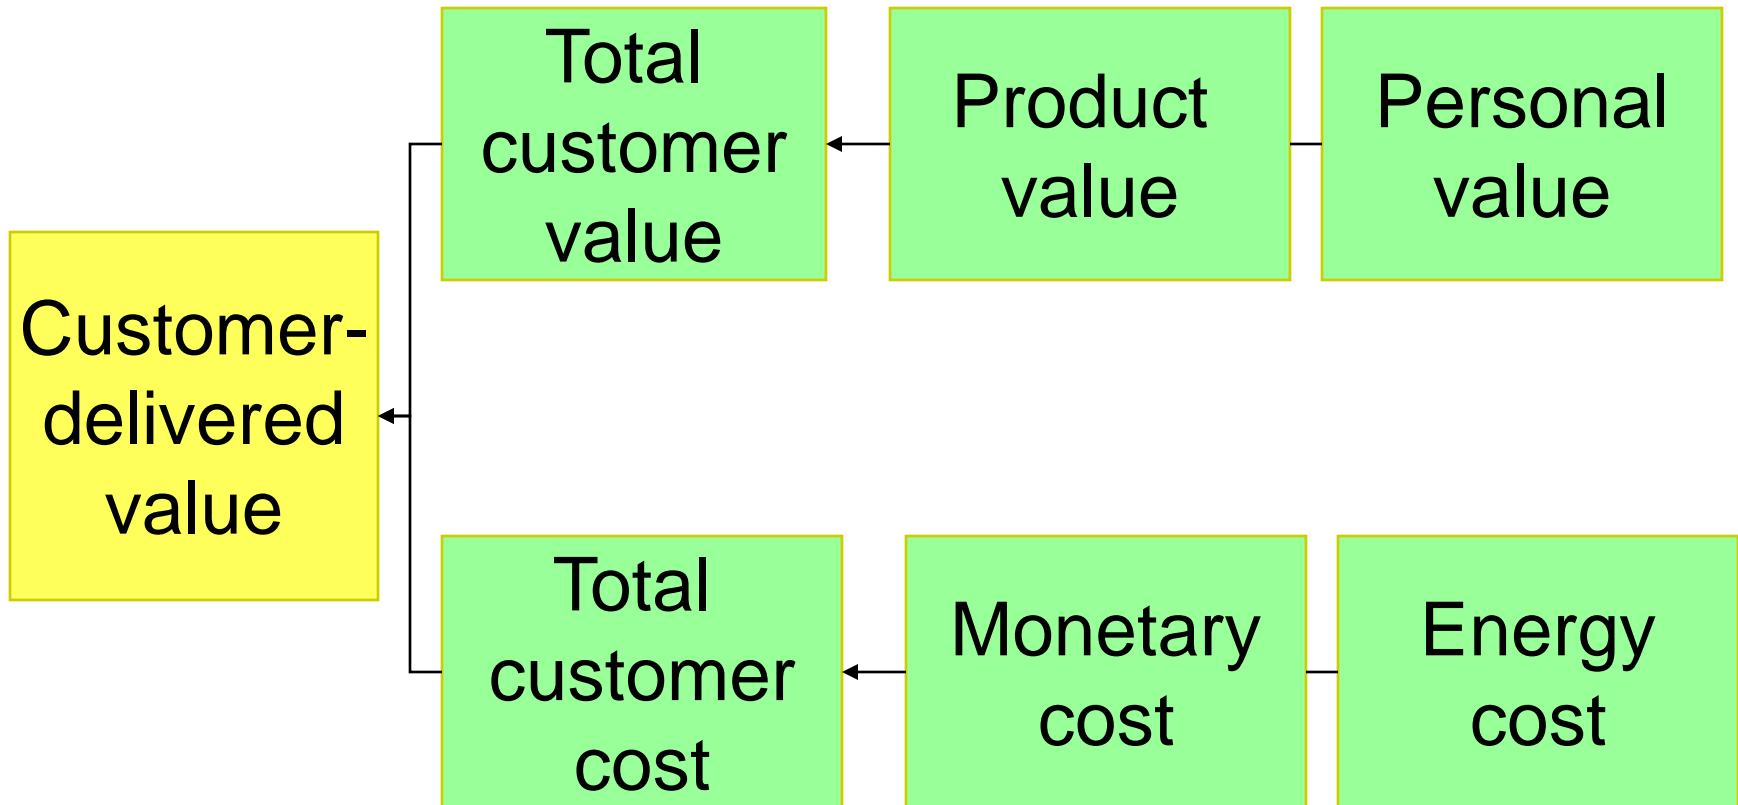 Total
customer
value
Product
value
Personal
value
Customer-
delivered
value
Total
customer
cost
Monetary
cost
Energy
cost